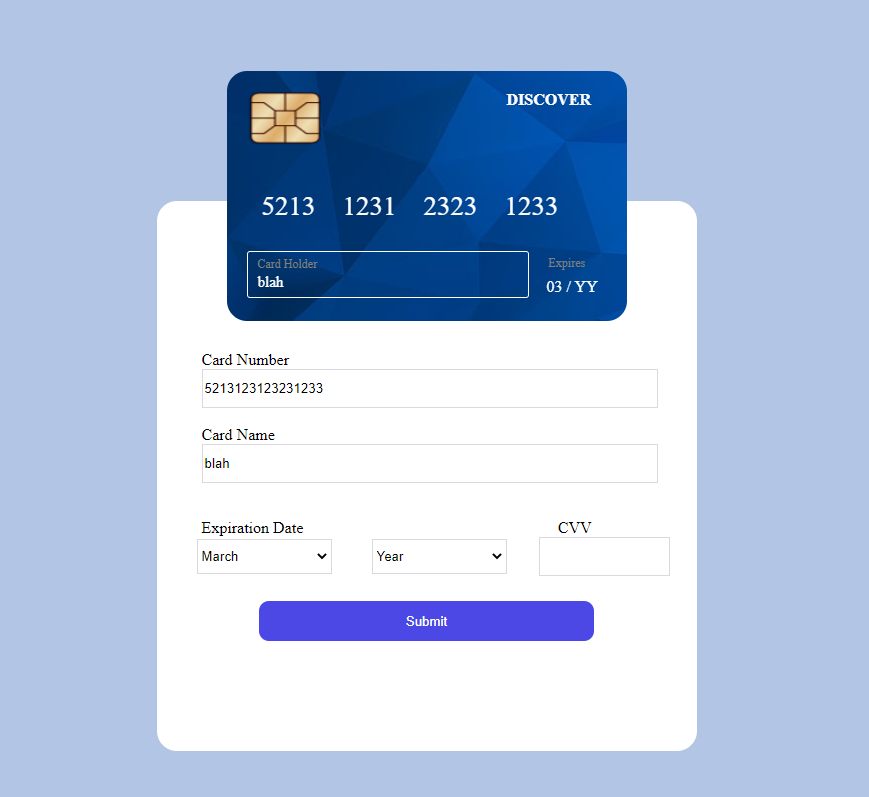 DISCOVER
5213 1231 2323 1233
Card Holder
blah
Expires
03 / YY
Card Number
5213123123231233
Card Name
blah
Expiration Date
CVV
March
Year
Submit